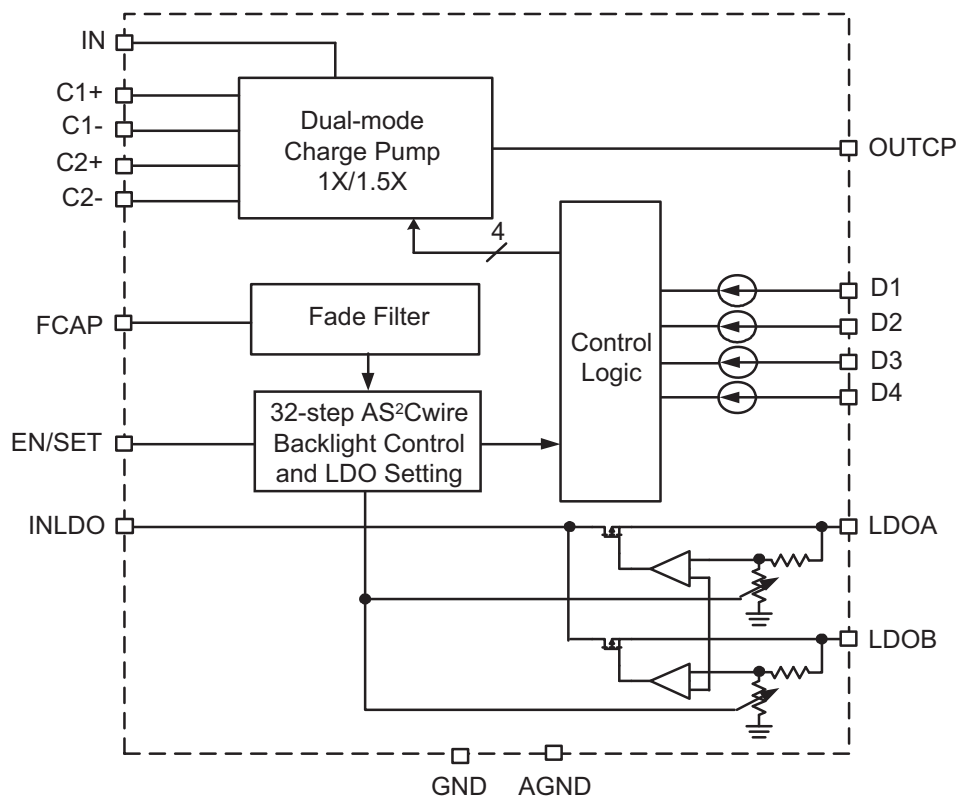 IN
C1+
C1-
C2+
C2-
Dual-mode
Charge Pump
1X/1.5X
OUTCP
4
FCAP
Fade Filter
Control
Logic
D1
D2
D3
D4
EN/SET
32-step AS²Cwire
Backlight Control
and LDO Setting
INLDO
LDOA
LDOB
GND
AGND